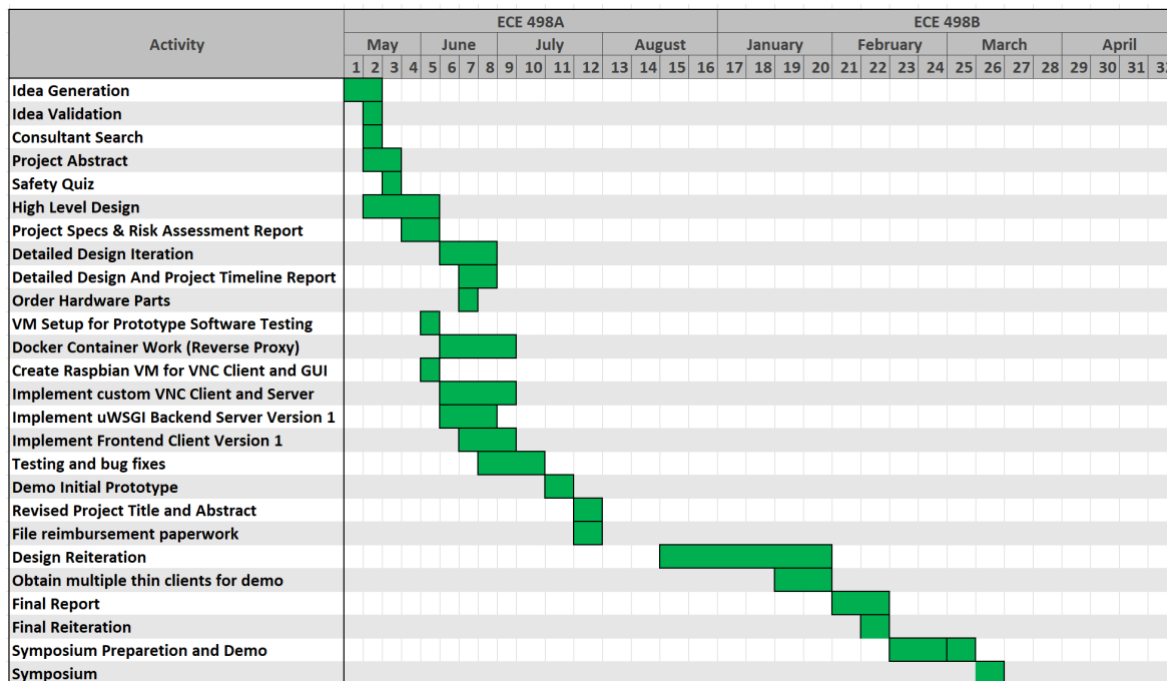 ECE 498A ECE 498B
Activity May June July August January February March April
1 2 3 4 5 6 7 8 9 10 11 12 13 14 15 16 17 18 19 20 21 22 23 24 25 26 27 28 29 30 31 32
Idea Generation
Idea Validation
Consultant Search
Project Abstract
Safety Quiz
High Level Design
Project Specs & Risk Assessment Report
Detailed Design Iteration
Detailed Design And Project Timeline Report
Order Hardware Parts
VM Setup for Prototype Software Testing
Docker Container Work (Reverse Proxy)
Create Raspbian VM for VNC Client and GUI
Implement custom VNC Client and Server
Implement uWSGI Backend Server Version 1
Implement Frontend Client Version 1
Testing and bug fixes
Demo Initial Prototype
Revised Project Title and Abstract
File reimbursement paperwork
Design Reiteration
Obtain multiple thin clients for demo
Final Report
Final Reiteration
Symposium Preparetion and Demo
Symposium